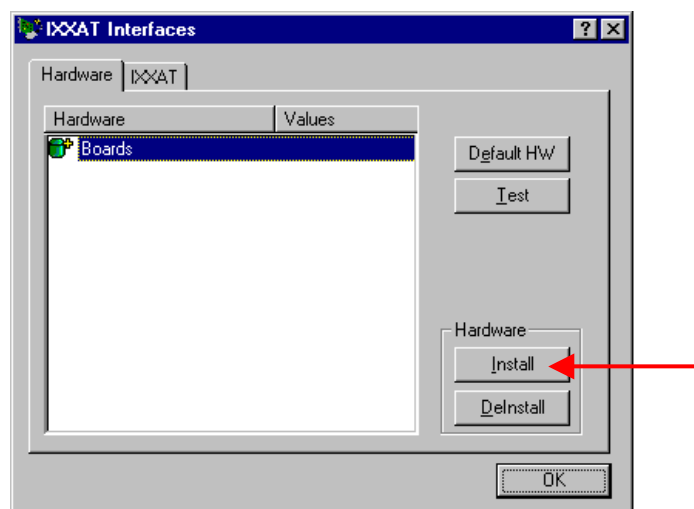 IXXAT Interfaces
Hardware IXXAT
Hardware Values
Boards
Default HW
Test
Hardware
Install
DeInstall
OK